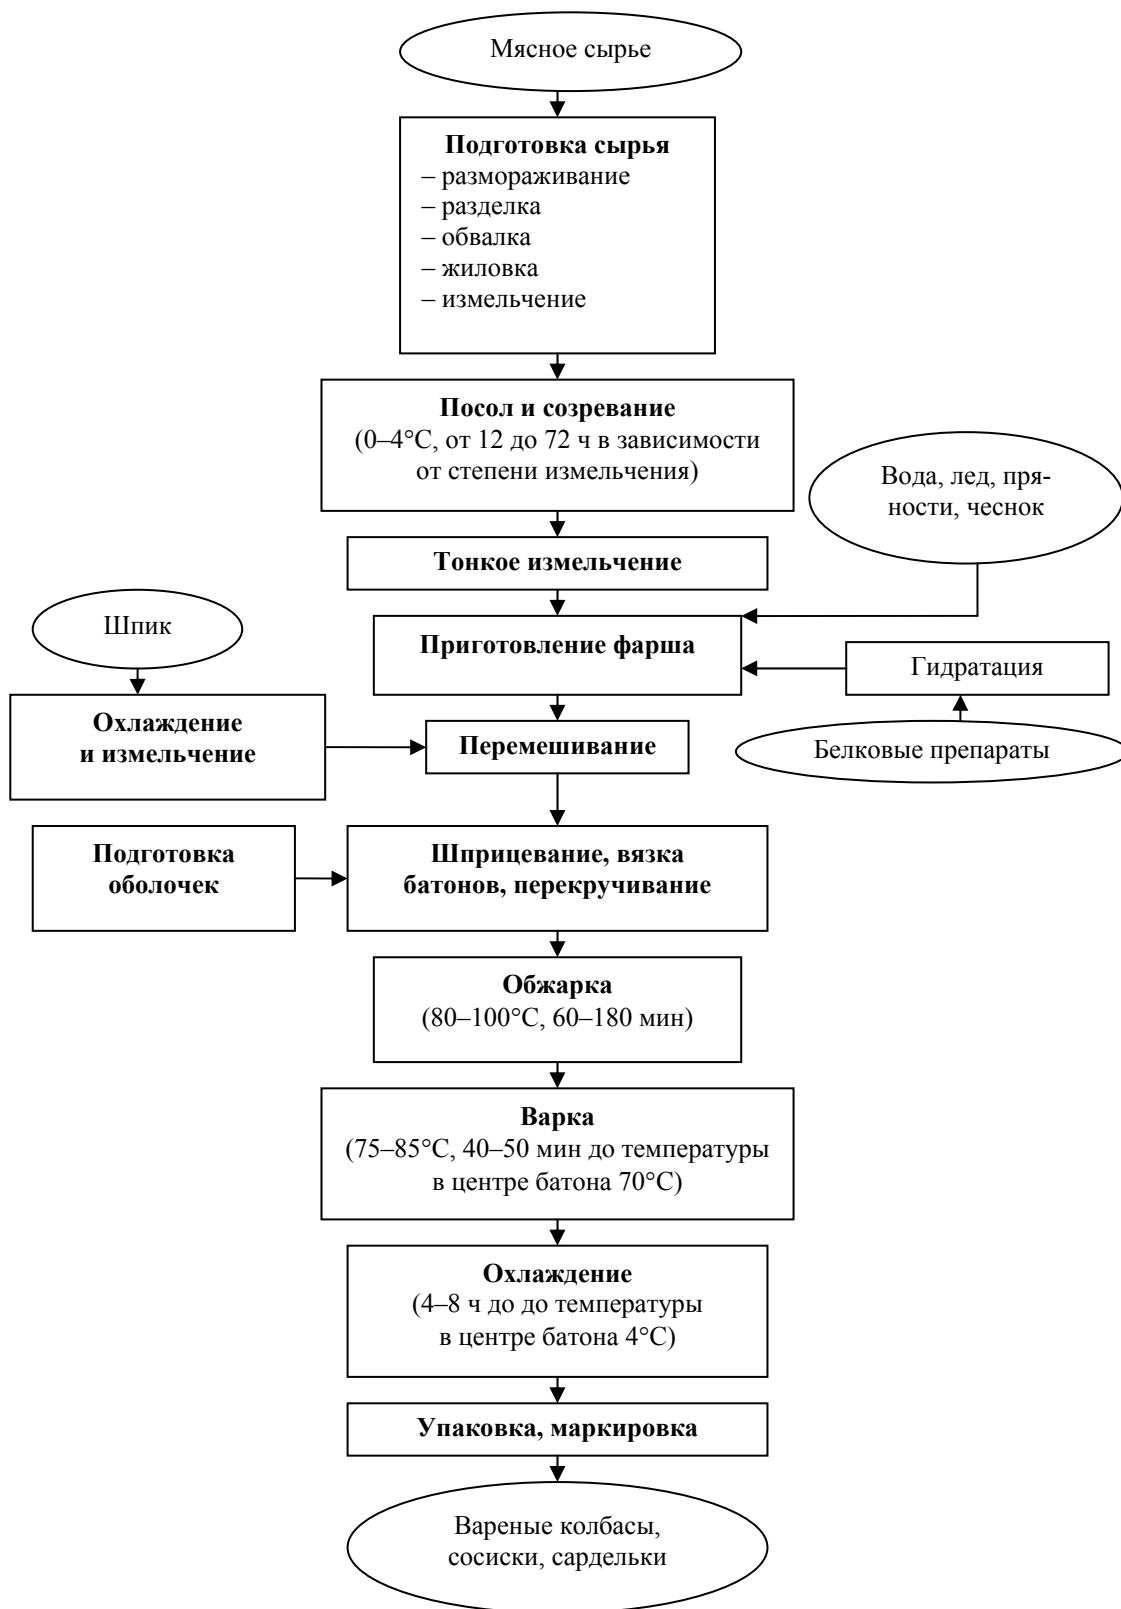 Мясное сырье
Подготовка сырья
– размораживание
– разделка
– обвалка
– жиловка
– измельчение
Посол и созревание
(0–4°С, от 12 до 72 ч в зависимости
от степени измельчения)
Вода, лед, пря-
ности, чеснок
Тонкое измельчение
Шпик
Приготовление фарша
Гидратация
Охлаждение
и измельчение
Перемешивание
Белковые препараты
Подготовка
оболочек
Шприцевание, вязка
батонов, перекручивание
Обжарка
(80–100°С, 60–180 мин)
Варка
(75–85°С, 40–50 мин до температуры
в центре батона 70°С)
Охлаждение
(4–8 ч до до температуры
в центре батона 4°С)
Упаковка, маркировка
Вареные колбасы,
сосиски, сардельки